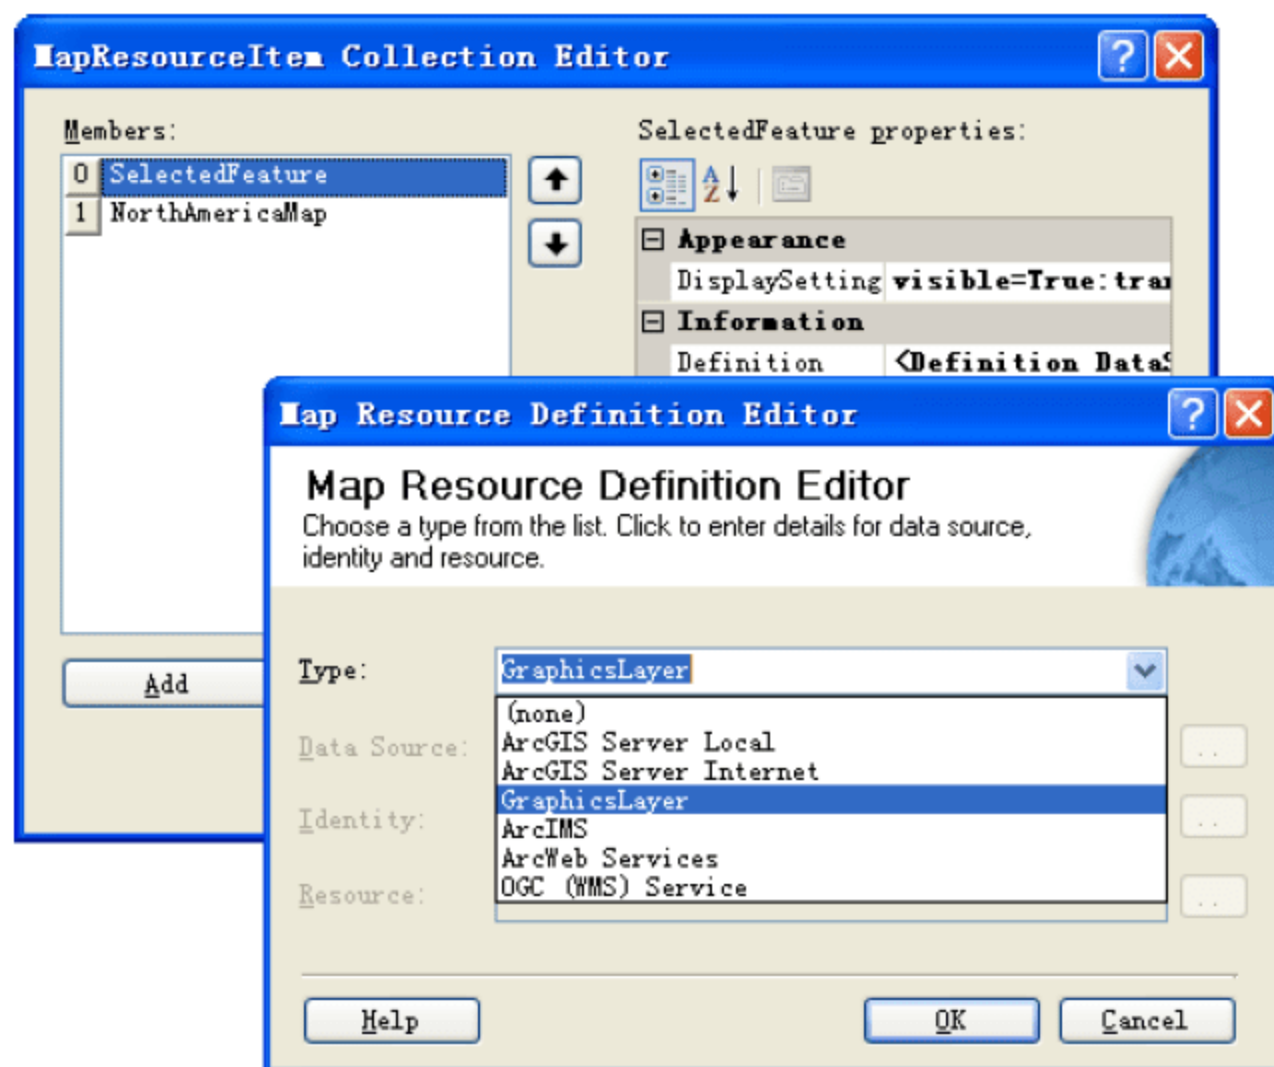 MapResourceItem Collection Editor
Members:
SelectedFeature properties:
0 SelectedFeature
1 NorthAmericaMap
Appearance
DisplaySetting visible=True:tran
Information
Definition <Definition DataS
Map Resource Definition Editor
Map Resource Definition Editor
Choose a type from the list. Click to enter details for data source,
identity and resource.
Add
Type: GraphicsLayer
(none)
Data Source:
ArcGIS Server Local
ArcGIS Server Internet
GraphicsLayer
Identity:
ArcIMS
ArcWeb Services
Resource:
OGC (WMS) Service
Help
OK
Cancel